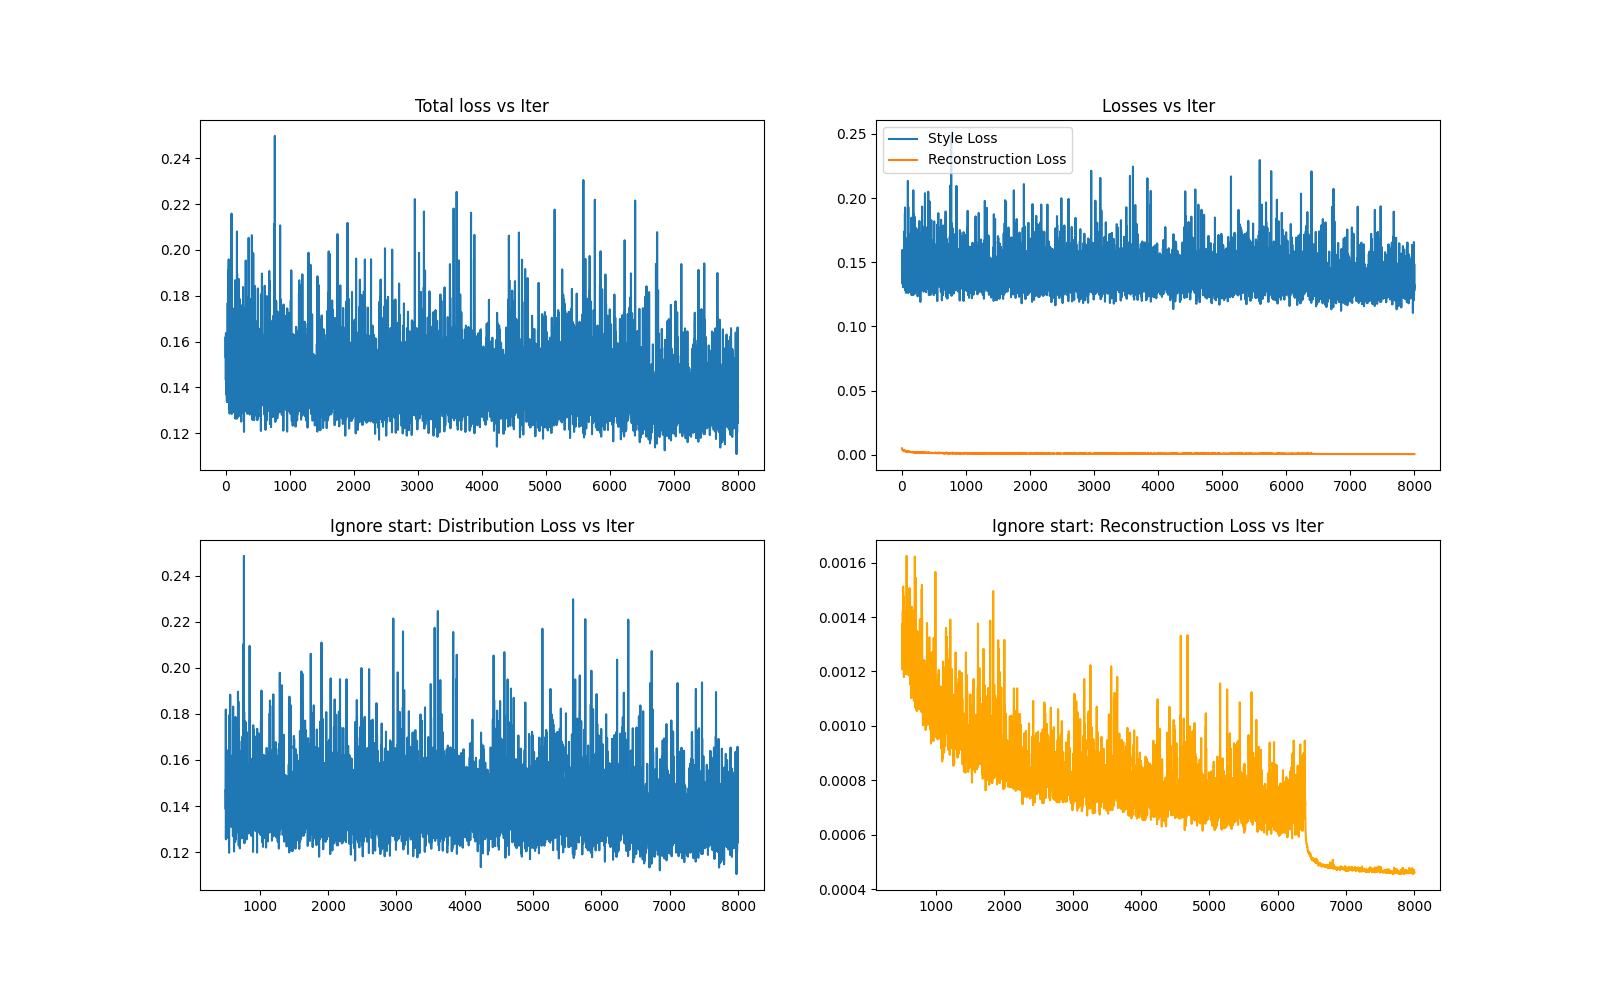 Total loss vs Iter
0.24
0.22
0.20
0.18
0.16
0.14
0.12
0 1000 2000 3000 4000 5000 6000 7000 8000
Losses vs Iter
Style Loss
Reconstruction Loss
0.25
0.20
0.15
0.10
0.05
0.00
0 1000 2000 3000 4000 5000 6000 7000 8000
Ignore start: Distribution Loss vs Iter
0.24
0.22
0.20
0.18
0.16
0.14
0.12
1000 2000 3000 4000 5000 6000 7000 8000
Ignore start: Reconstruction Loss vs Iter
0.0016
0.0014
0.0012
0.0010
0.0008
0.0006
0.0004
1000 2000 3000 4000 5000 6000 7000 8000